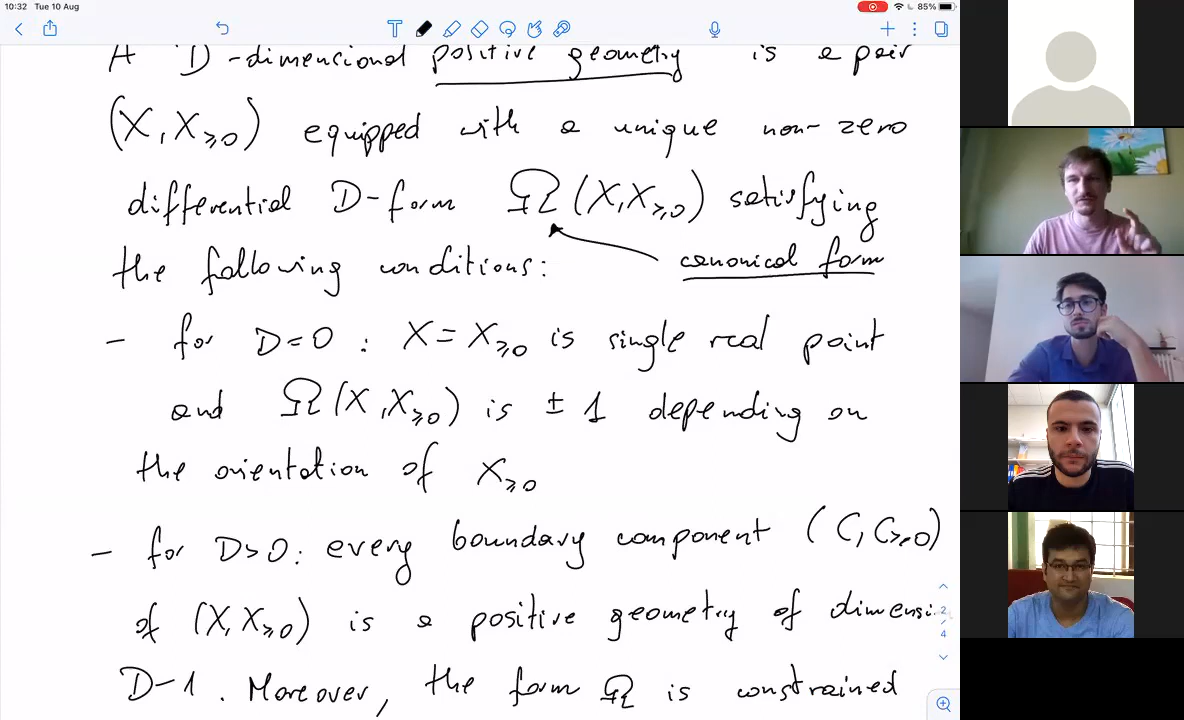 10:32 Tue 10 Aug
85%
A D-dimencional positive geometry is a pair
(X, X≥0) equipped with a unique non-zero
differential D-form Ω(X, X≥0) satisfying
the following conditions:
canonical form
- for D=0 : X = X≥0 is single real point
and Ω(X, X≥0) is ± 1 depending on
the orientation of X≥0
- for D>0: every boundary component (C, C≥0)
of (X, X≥0) is a positive geometry of dimensi
2
/
4
D-1. Moreover, the form Ω is constrained